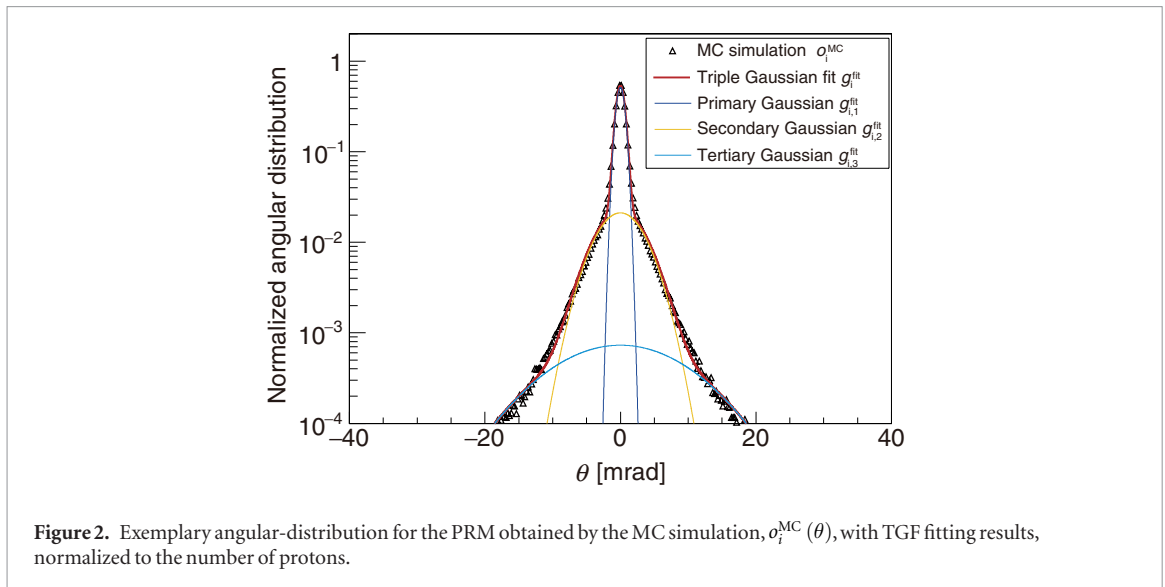 MC simulation o_i^MC
Triple Gaussian fit g_i^fit
Primary Gaussian g_{i,1}^fit
Secondary Gaussian g_{i,2}^fit
Tertiary Gaussian g_{i,3}^fit
Normalized angular distribution
1
10^−1
10^−2
10^−3
10^−4
−40 −20 0 20 40
θ [mrad]
Figure 2. Exemplary angular-distribution for the PRM obtained by the MC simulation, o_i^MC (θ), with TGF fitting results,
normalized to the number of protons.